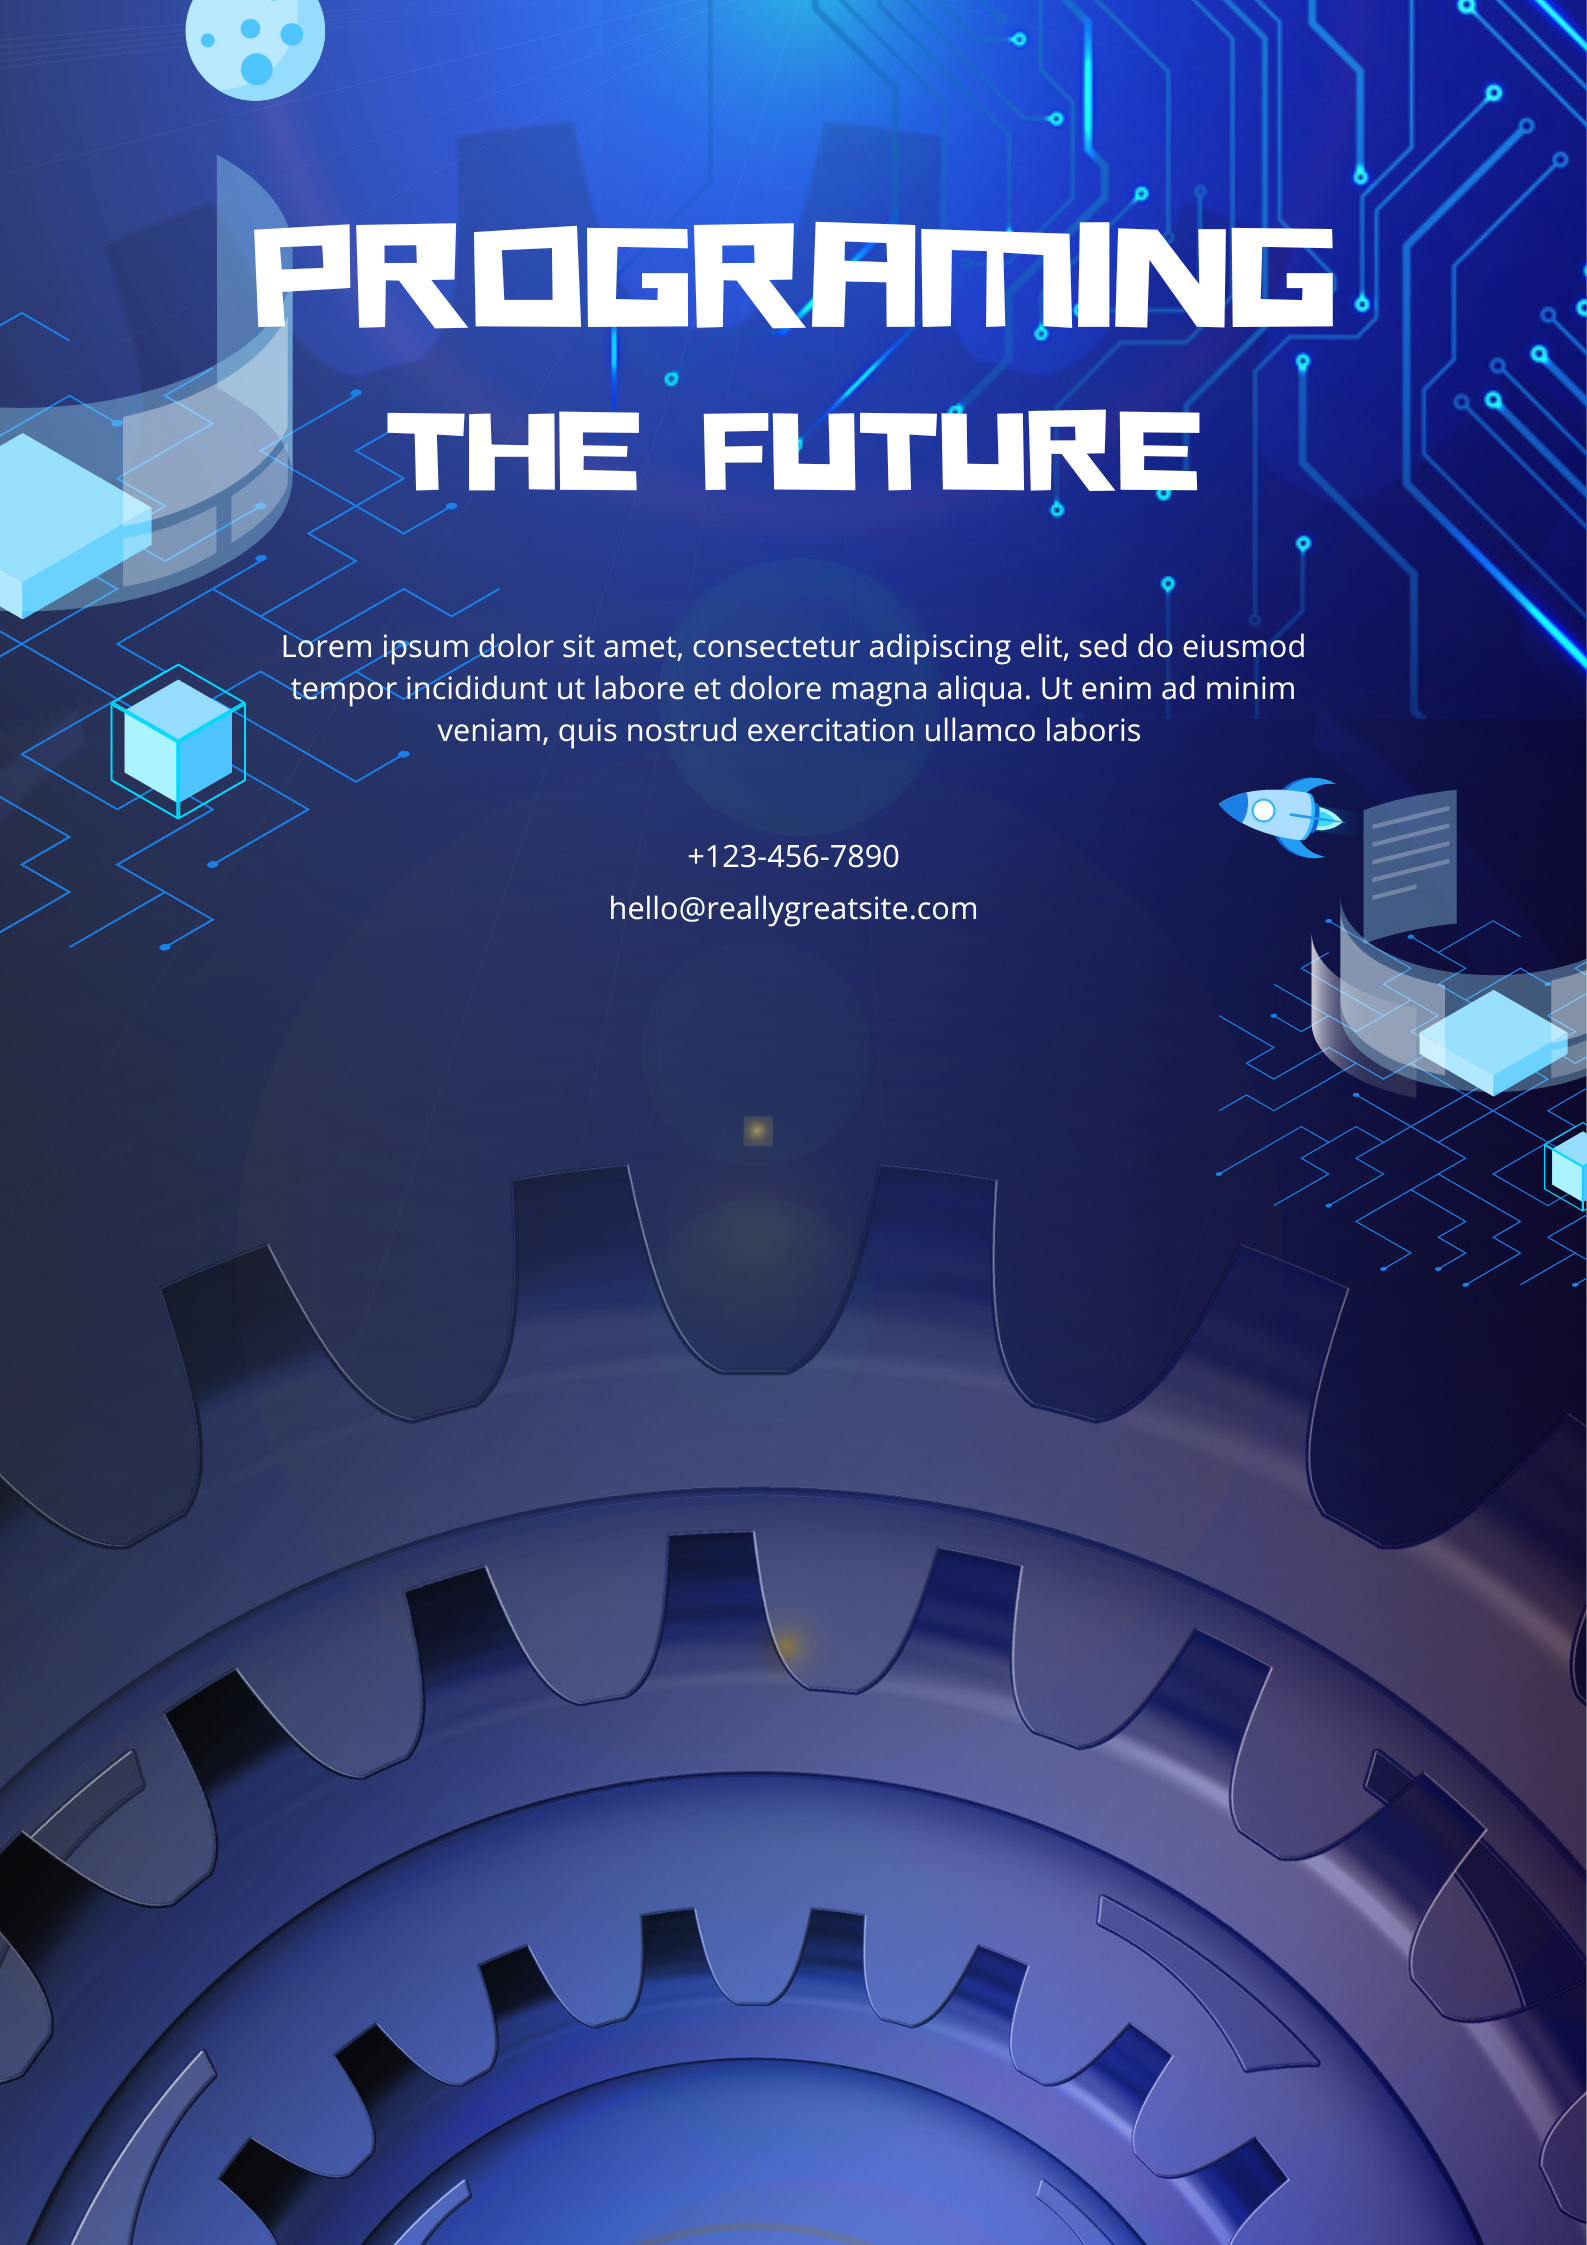 PROGRAMING
THE FUTURE
Lorem ipsum dolor sit amet, consectetur adipiscing elit, sed do eiusmod
tempor incididunt ut labore et dolore magna aliqua. Ut enim ad minim
veniam, quis nostrud exercitation ullamco laboris
+123-456-7890
hello@reallygreatsite.com